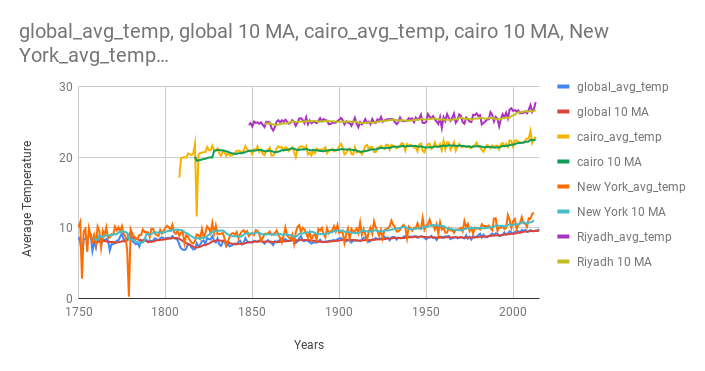 global_avg_temp, global 10 MA, cairo_avg_temp, cairo 10 MA, New
York_avg_temp…
30
20
10
0
Average Temperature
1750
1800
1850
1900
1950
2000
Years
global_avg_temp
global 10 MA
cairo_avg_temp
cairo 10 MA
New York_avg_temp
New York 10 MA
Riyadh_avg_temp
Riyadh 10 MA